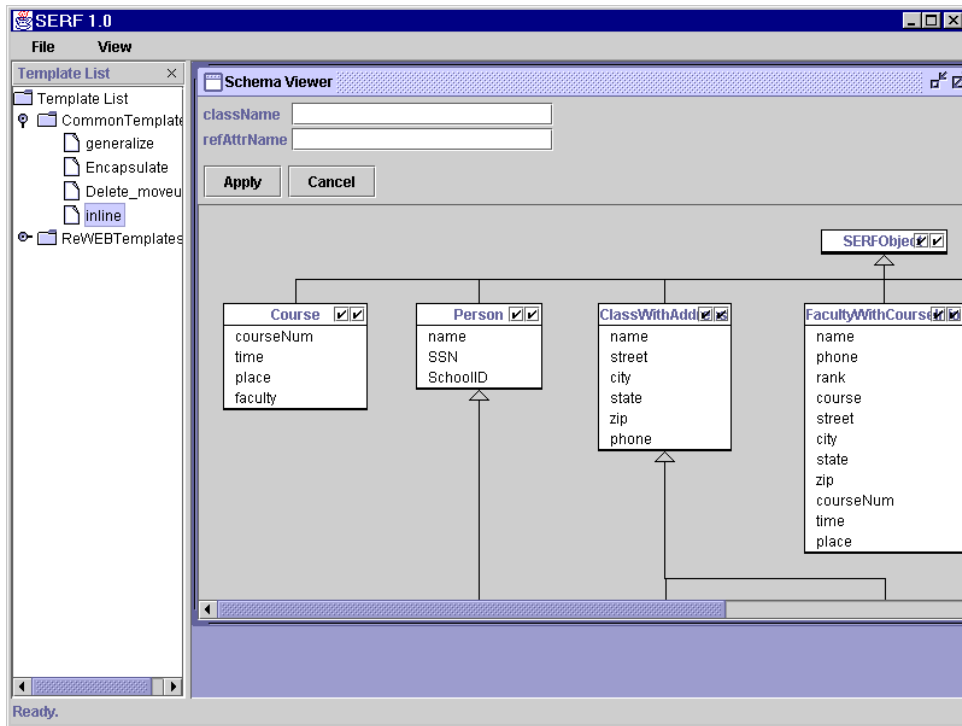 SERF 1.0
File View
Template List
Template List
CommonTemplate
generalize
Encapsulate
Delete_moveu
inline
ReWEBTemplates
Schema Viewer
className
refAttrName
Apply Cancel
SERFObject
Course
courseNum
time
place
faculty
Person
name
SSN
SchoolID
ClassWithAddress
name
street
city
state
zip
phone
FacultyWithCourse
name
phone
rank
course
street
city
state
zip
courseNum
time
place
Ready.